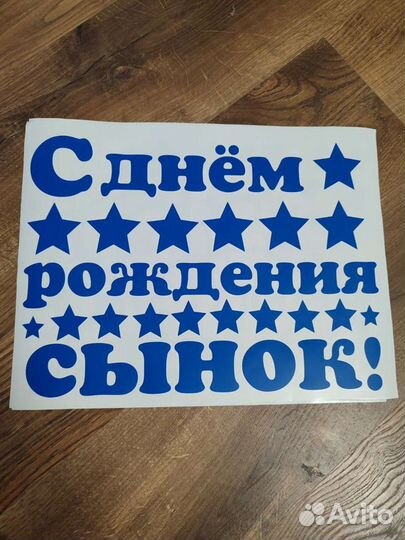 С днём
рождения
сынок!
Avito